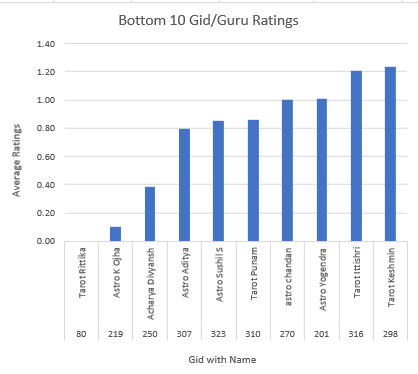 Bottom 10 Gid/Guru Ratings
1.40
1.20
1.00
0.80
0.60
0.40
0.20
0.00
Average Ratings
Tarot Rittika
Astro K Ojha
Acharya Divyansh
Astro Aditya
Astro Sushil S
Tarot Punam
astro chandan
Astro Yogendra
Tarot Ittishri
Tarot Keshmin
80 219 250 307 323 310 270 201 316 298
Gid with Name